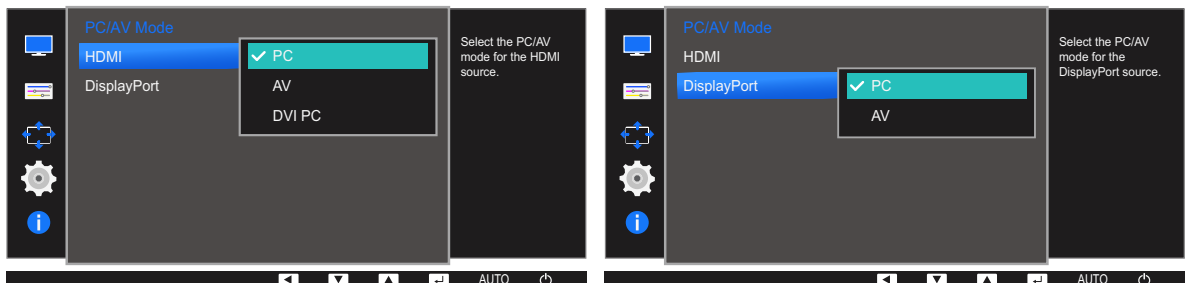 PC/AV Mode
HDMI
PC
DisplayPort
AV
DVI PC
Select the PC/AV
mode for the HDMI
source.
AUTO
PC/AV Mode
HDMI
DisplayPort
PC
AV
Select the PC/AV
mode for the
DisplayPort source.
AUTO